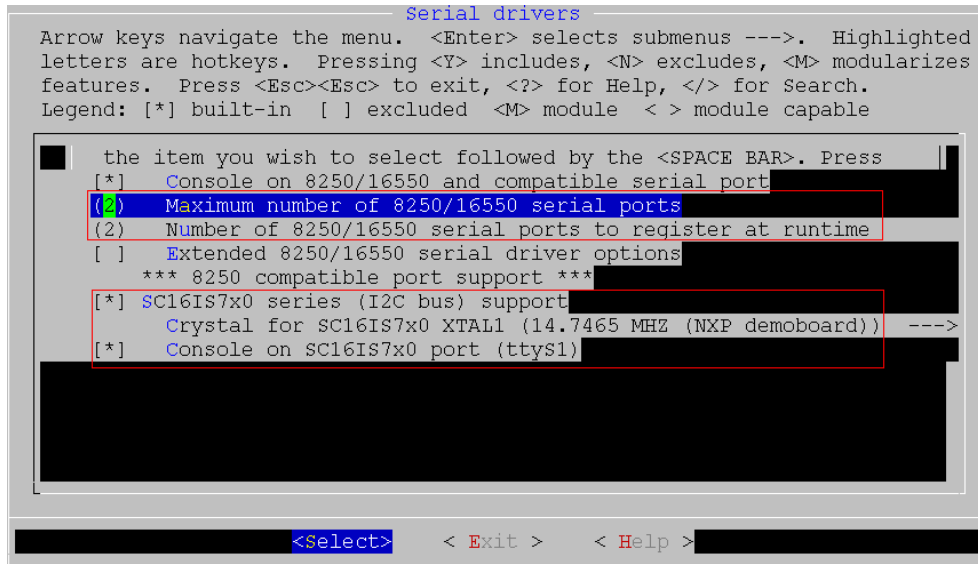 Serial drivers
Arrow keys navigate the menu.  <Enter> selects submenus --->.  Highlighted
letters are hotkeys.  Pressing <Y> includes, <N> excludes, <M> modularizes
features.  Press <Esc><Esc> to exit, <?> for Help, </> for Search.
Legend: [*] built-in  [ ] excluded  <M> module  < > module capable
the item you wish to select followed by the <SPACE BAR>. Press
[*]   Console on 8250/16550 and compatible serial port
(2)   Maximum number of 8250/16550 serial ports
(2)   Number of 8250/16550 serial ports to register at runtime
[ ]   Extended 8250/16550 serial driver options
*** 8250 compatible port support ***
[*] SC16IS7x0 series (I2C bus) support
Crystal for SC16IS7x0 XTAL1 (14.7465 MHZ (NXP demoboard))  --->
[*]   Console on SC16IS7x0 port (ttyS1)
<Select>    < Exit >    < Help >